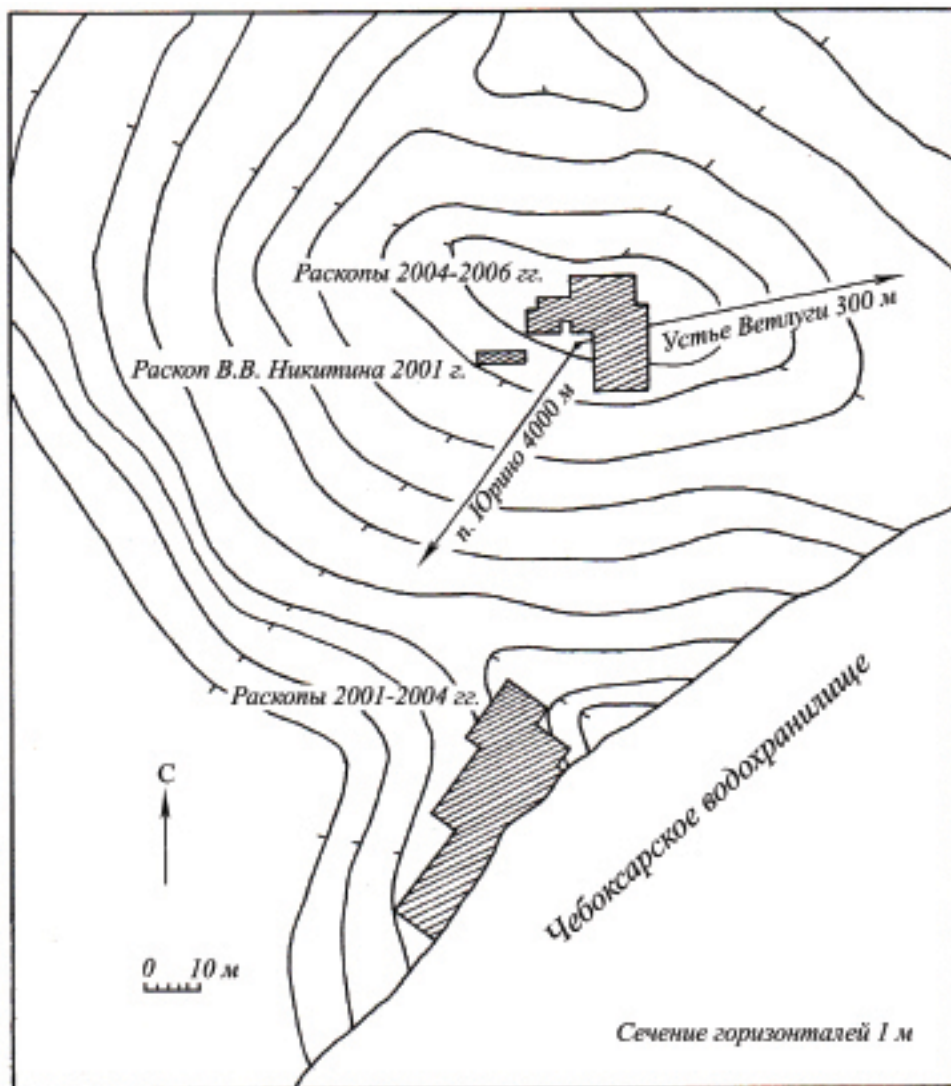 Раскопы 2004-2006 гг.
Устье Ветлуги 300 м
Раскоп В.В. Никитина 2001 г.
п. Юрино 4000 м
Раскопы 2001-2004 гг.
С
Чебоксарское водохранилище
0 10 м
Сечение горизонталей 1 м